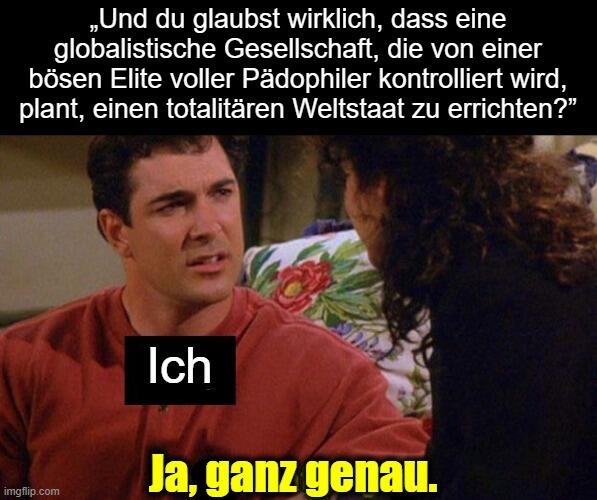 „Und du glaubst wirklich, dass eine
globalistische Gesellschaft, die von einer
bösen Elite voller Pädophiler kontrolliert wird,
plant, einen totalitären Weltstaat zu errichten?”
Ich
Ja, ganz genau.
imgflip.com